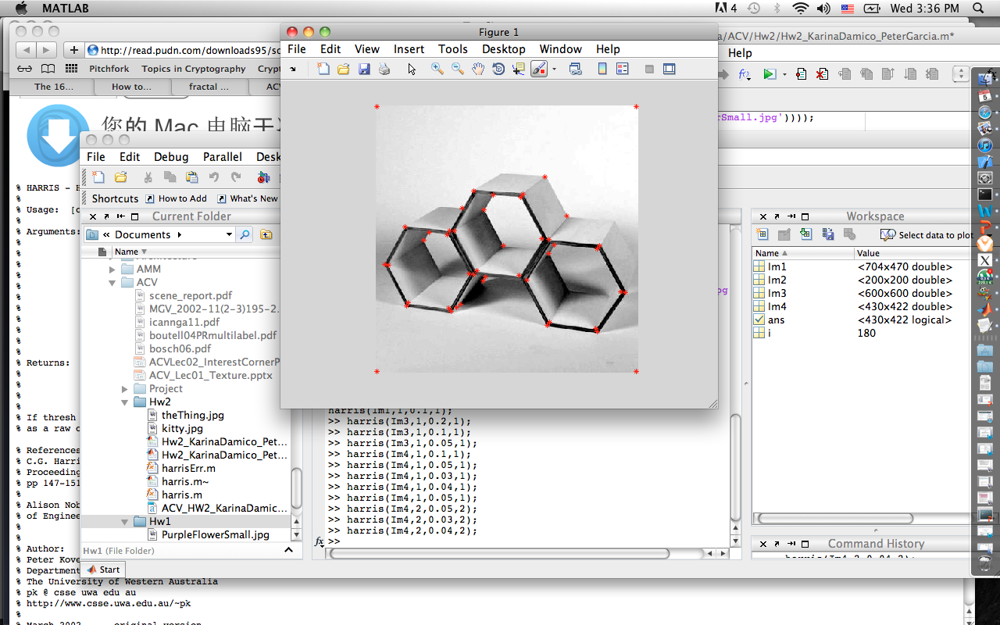 MATLAB
4
Wed 3:36 PM
Figure 1
File Edit View Insert Tools Desktop Window Help
a/ACV/Hw2/Hw2_KarinaDamico_PeterGarcia.m*
Help
http://read.pudn.com/downloads95/sc
Pitchfork Topics in Cryptography Crypt
The 16... How to... fractal ... AC
rSmall.jpg'))));
您的 Mac 电脑于
File Edit Debug Parallel Desk
Shortcuts How to Add What's New
Current Folder
« Documents
Name
AMM
ACV
scene_report.pdf
MGV_2002-11(2-3)195-2.
icannga11.pdf
boutell04PRmultilabel.pdf
bosch06.pdf
ACVLec02_InterestCornerP
ACV_Lec01_Texture.pptx
Project
Hw2
theThing.jpg
kitty.jpg
Hw2_KarinaDamico_Pet...
Hw2_KarinaDamico_Pet...
harrisErr.m
harris.m~
harris.m
ACV_HW2_KarinaDamic...
Hw1
PurpleFlowerSmall.jpg
Hw1 (File Folder)
Start
% HARRIS - H
%
% Usage: [c
%
% Arguments:
%
%
%
%
%
%
%
%
%
%
%
% Returns:
%
%
%
%
% If thresh
% as a raw c
% References
% C.G. Harri
% Proceeding
% pp 147-151
%
% Alison Nob
% of Enginee
%
%
% Author:
% Peter Kove
% Department
% The University of Western Australia
% pk @ csse uwa edu au
% http://www.csse.uwa.edu.au/~pk
%
% March 2002 original version
harris(Im1,1,0.1,1);
>> harris(Im3,1,0.2,1);
>> harris(Im3,1,0.1,1);
>> harris(Im3,1,0.05,1);
>> harris(Im4,1,0.1,1);
>> harris(Im4,1,0.05,1);
>> harris(Im4,1,0.03,1);
>> harris(Im4,1,0.04,1);
>> harris(Im4,1,0.05,1);
>> harris(Im4,2,0.05,2);
>> harris(Im4,2,0.03,2);
>> harris(Im4,2,0.04,2);
fx >>
pg
Workspace
Select data to plot
Name Value
Im1 <704x470 double>
Im2 <200x200 double>
Im3 <600x600 double>
Im4 <430x422 double>
ans <430x422 logical>
i 180
Command History
harris(Im4,2,0.04,2);